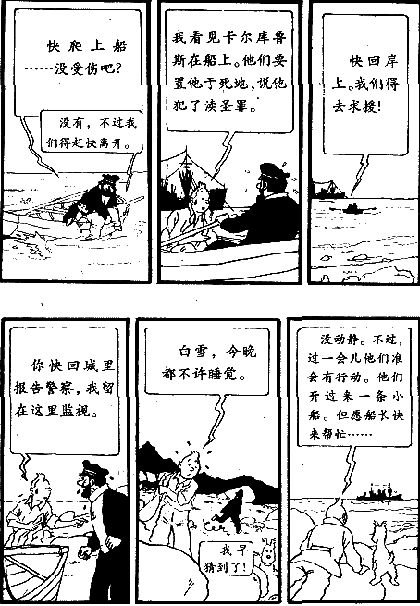 快爬上船
……没受伤吧?
没有,不过我
们得赶快离开。
我看见卡尔库鲁
斯在船上。他们要
置他于死地,说他
犯了渎圣罪。
快回岸
上。我们得
去求援!
你快回城里
报告警察,我留
在这里监视。
白雪,今晚
都不许睡觉。
我早
猜到了!
没动静。不过,
过一会儿他们准
会有行动。他们
开过来一条小
船。但愿船长快
来帮忙……